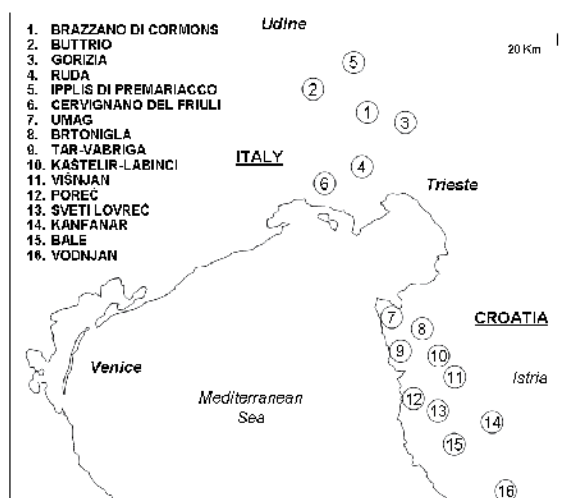 1. BRAZZANO DI CORMONS
2. BUTTRIO
3. GORIZIA
4. RUDA
5. IPPLIS DI PREMARIACCO
6. CERVIGNANO DEL FRIULI
7. UMAG
8. BRTONIGLA
9. TAR-VABRIGA
10. KAŠTELIR-LABINCI
11. VIŠNJAN
12. POREČ
13. SVETI LOVREČ
14. KANFANAR
15. BALE
16. VODNJAN
Udine
20 Km
5
2
1
3
ITALY
4
6
Trieste
7
8
CROATIA
9
10
11
Istria
Venice
12
13
Mediterranean
Sea
14
15
16